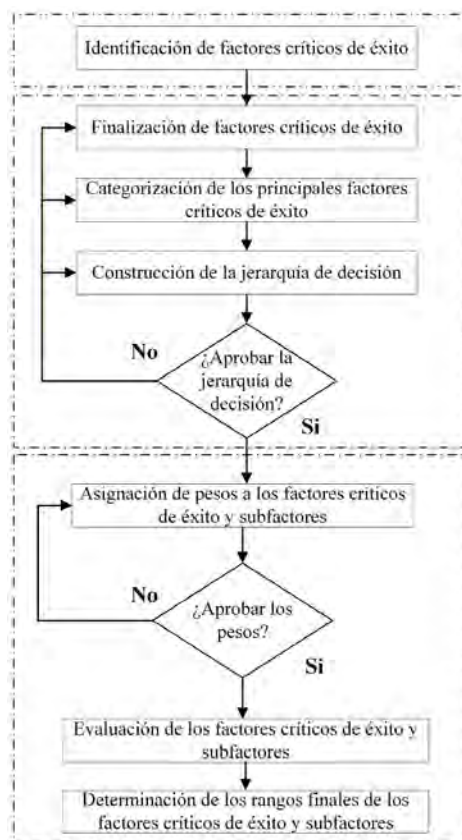 Identificación de factores críticos de éxito
Finalización de factores críticos de éxito
Categorización de los principales factores
críticos de éxito
Construcción de la jerarquía de decisión
No
¿Aprobar la
jerarquía de
decisión?
Si
Asignación de pesos a los factores críticos
de éxito y subfactores
No
¿Aprobar los
pesos?
Si
Evaluación de los factores críticos de éxito y
subfactores
Determinación de los rangos finales de los
factores críticos de éxito y subfactores